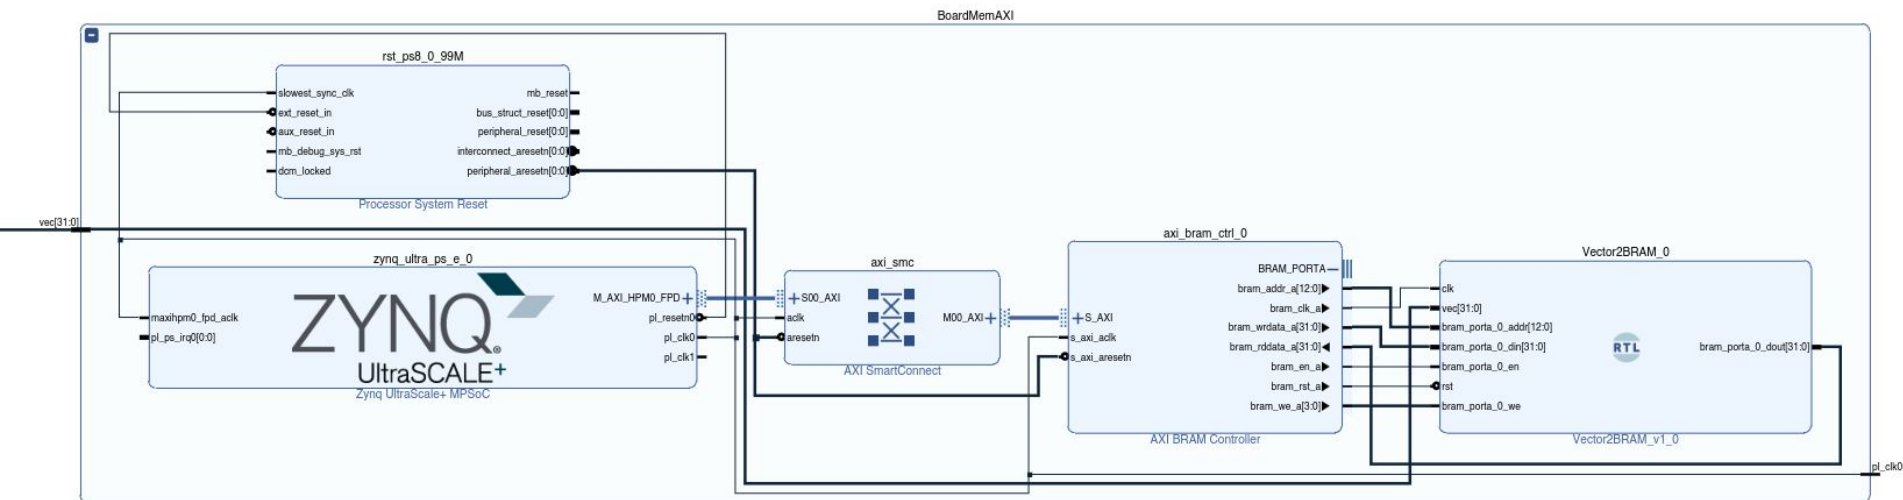 BoardMemAXI
rst_ps8_0_99M
slowest_sync_clk
ext_reset_in
aux_reset_in
mb_debug_sys_rst
dcm_locked
mb_reset
bus_struct_reset[0:0]
peripheral_reset[0:0]
interconnect_aresetn[0:0]
peripheral_aresetn[0:0]
Processor System Reset
vec[31:0]
zynq_ultra_ps_e_0
maxihpm0_fpd_aclk
pl_ps_irq0[0:0]
ZYNQ®
UltraSCALE+
M_AXI_HPM0_FPD
pl_resetn0
pl_clk0
pl_clk1
Zynq UltraScale+ MPSoC
axi_smc
S00_AXI
aclk
aresetn
M00_AXI
AXI SmartConnect
axi_bram_ctrl_0
S_AXI
s_axi_aclk
s_axi_aresetn
BRAM_PORTA
bram_addr_a[12:0]
bram_clk_a
bram_wrdata_a[31:0]
bram_rddata_a[31:0]
bram_en_a
bram_rst_a
bram_we_a[3:0]
AXI BRAM Controller
Vector2BRAM_0
clk
vec[31:0]
bram_porta_0_addr[12:0]
bram_porta_0_din[31:0]
bram_porta_0_en
rst
bram_porta_0_we
RTL
bram_porta_0_dout[31:0]
Vector2BRAM_v1_0
pl_clk0